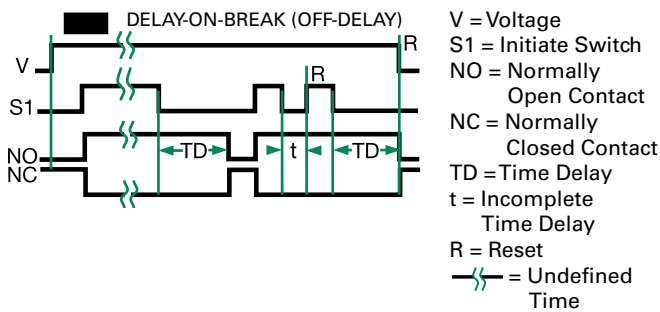 DELAY-ON-BREAK (OFF-DELAY)
R
V
R
S1
NO
NC
TD
t
TD
V = Voltage
S1 = Initiate Switch
NO = Normally
Open Contact
NC = Normally
Closed Contact
TD = Time Delay
t = Incomplete
Time Delay
R = Reset
= Undefined
Time